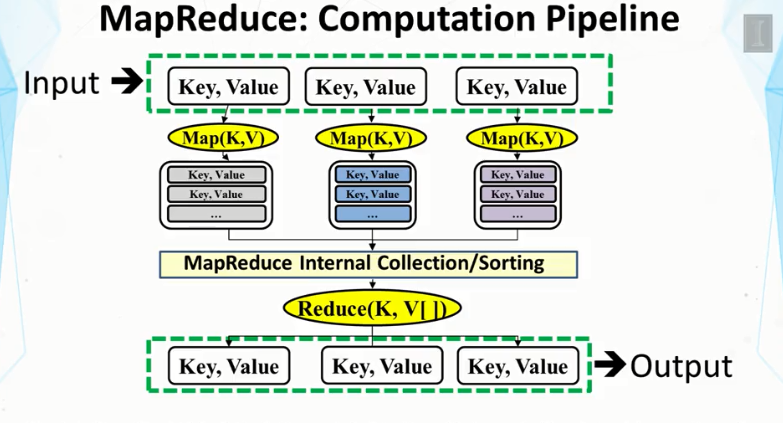 MapReduce: Computation Pipeline
Input
Key, Value
Key, Value
Key, Value
Map(K,V)
Map(K,V)
Map(K,V)
Key, Value
Key, Value
...
Key, Value
Key, Value
...
Key, Value
Key, Value
...
MapReduce Internal Collection/Sorting
Reduce(K, V[ ])
Key, Value
Key, Value
Key, Value
Output